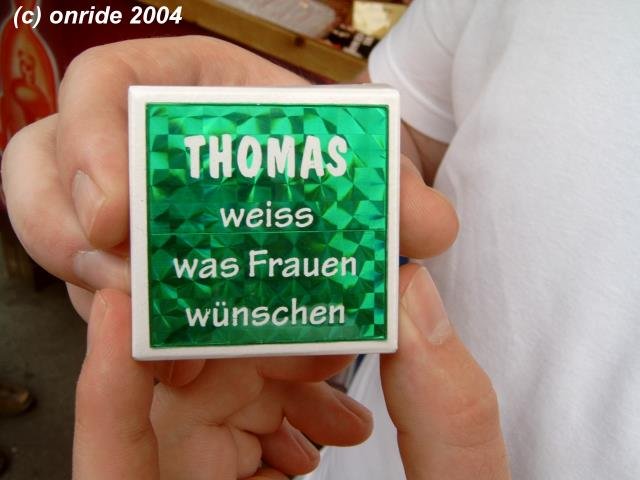 (c) onride 2004
THOMAS
weiss
was Frauen
wünschen